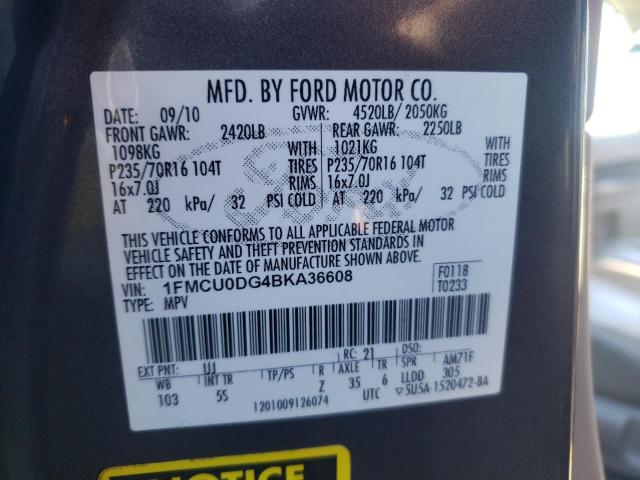 MFD. BY FORD MOTOR CO.
DATE: 09/10 GVWR: 4520LB/ 2050KG
FRONT GAWR: 2420LB REAR GAWR: 2250LB
1098KG WITH 1021KG WITH
P235/70R16 104T TIRES P235/70R16 104T TIRES
16x7.0J RIMS 16x7.0J RIMS
AT 220 kPa/ 32 PSI COLD AT 220 kPa/ 32 PSI COLD
THIS VEHICLE CONFORMS TO ALL APPLICABLE FEDERAL MOTOR
VEHICLE SAFETY AND THEFT PREVENTION STANDARDS IN
EFFECT ON THE DATE OF MANUFACTURE SHOWN ABOVE.
VIN: 1FMCU0DG4BKA36608 F0118
TYPE: MPV T0233
EXT PNT: UJ RC: 21 DSO: AM71F
WB INT TR TP/PS R AXLE TR SPR 305
103 5S Z 35 6 LLDD
1201009126074 UTC 5U5A-1520472-BA
NOTICE